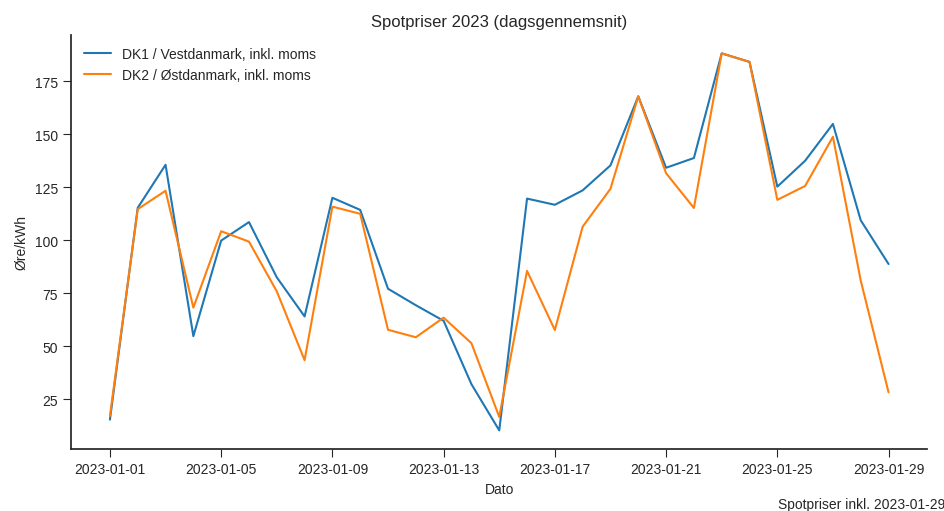 Spotpriser 2023 (dagsgennemsnit)
DK1 / Vestdanmark, inkl. moms
DK2 / Østdanmark, inkl. moms
Øre/kWh
175
150
125
100
75
50
25
2023-01-01 2023-01-05 2023-01-09 2023-01-13 2023-01-17 2023-01-21 2023-01-25 2023-01-29
Dato
Spotpriser inkl. 2023-01-29